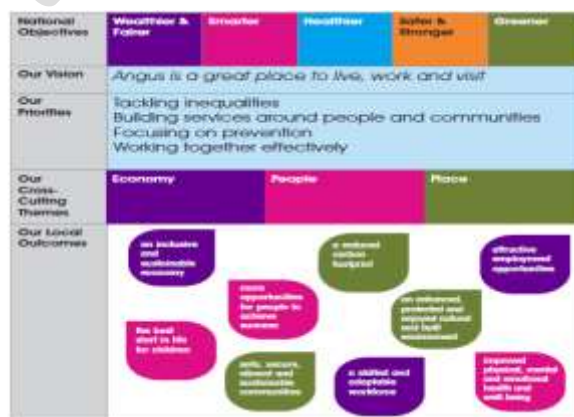 National
Objectives
Wealthier &
Fairer
Smarter
Healthier
Safer &
Stronger
Greener
Our Vision
Angus is a great place to live, work and visit
Our
Priorities
Tackling inequalities
Building services around people and communities
Focusing on prevention
Working together effectively
Our
Cross-
Cutting
Themes
Economy
People
Place
Our Local
Outcomes
an inclusive
and
sustainable
economy
a reduced
carbon
footprint
attractive
employment
opportunities
more
opportunities
for people to
achieve
success
an enhanced,
protected and
enjoyed natural
and built
environment
the best
start in life
for children
safe, secure,
vibrant and
sustainable
communities
a skilled and
adaptable
workforce
improved
physical, mental
and emotional
health and
well-being